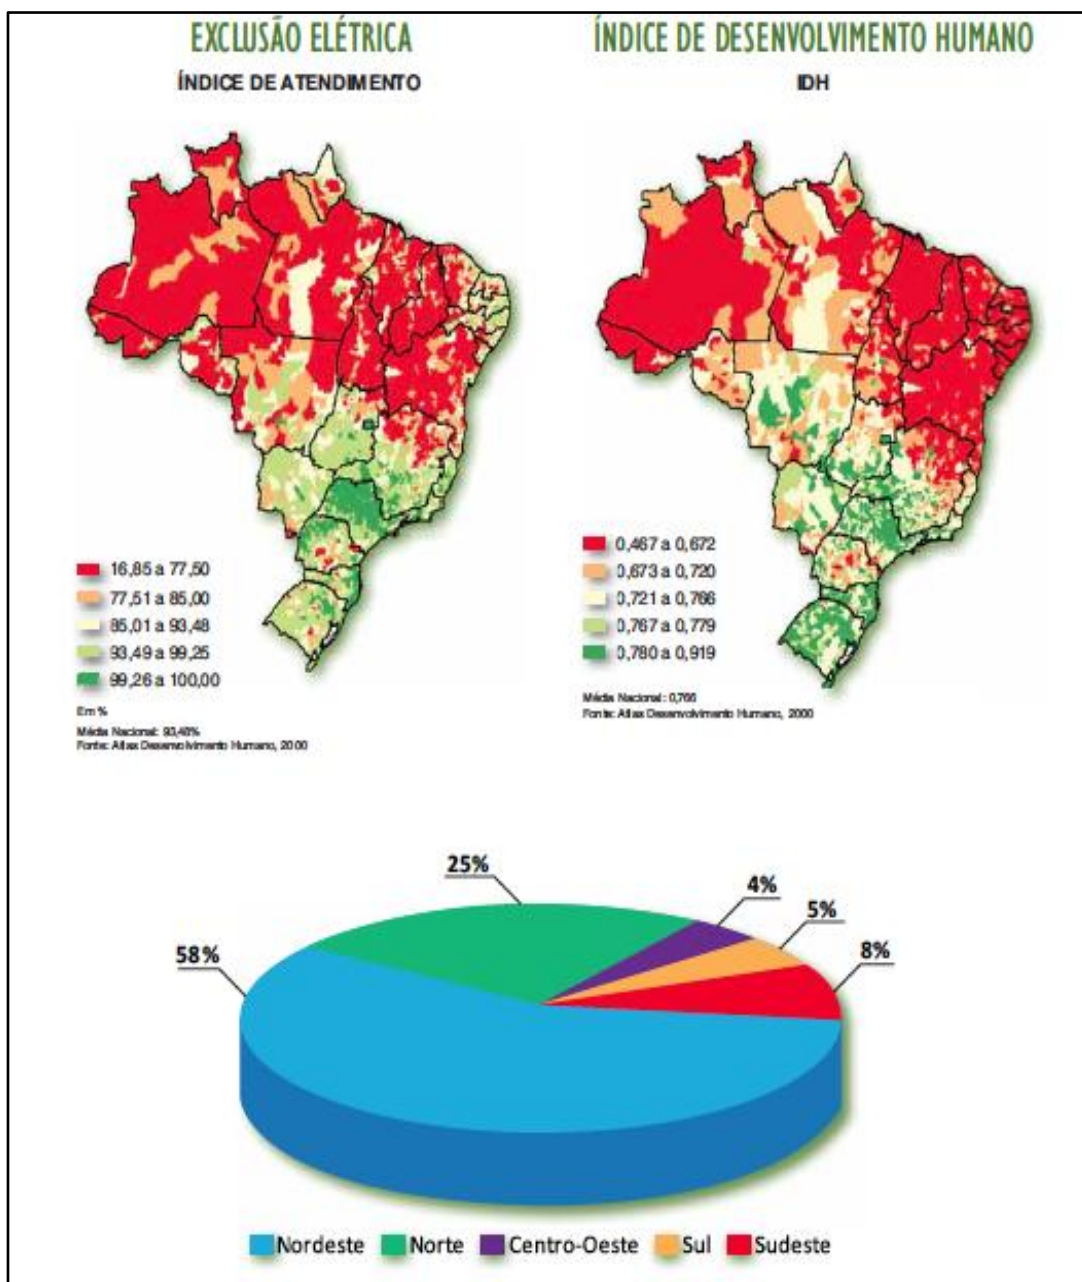 EXCLUSÃO ELÉTRICA
ÍNDICE DE ATENDIMENTO
16,85 a 77,50
77,51 a 85,00
85,01 a 93,48
93,49 a 99,25
99,26 a 100,00
Em %
Média Nacional: 93,48%
Fonte: Atlas Desenvolvimento Humano, 2000
ÍNDICE DE DESENVOLVIMENTO HUMANO
IDH
0,467 a 0,672
0,673 a 0,720
0,721 a 0,766
0,767 a 0,779
0,780 a 0,919
Média Nacional: 0,766
Fonte: Atlas Desenvolvimento Humano, 2000
25%
4%
5%
58%
8%
Nordeste Norte Centro-Oeste Sul Sudeste